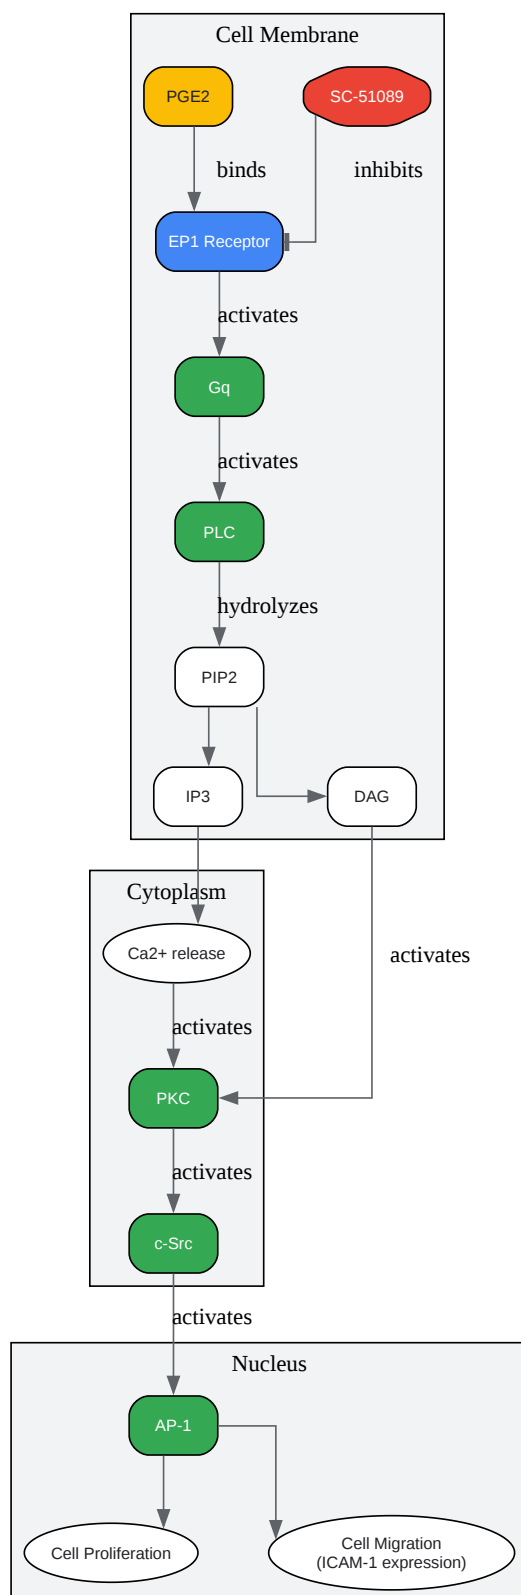 Cell Membrane
PGE2
SC-51089
binds
inhibits
EP1 Receptor
activates
Gq
activates
PLC
hydrolyzes
PIP2
IP3
DAG
Cytoplasm
Ca2+ release
activates
activates
PKC
activates
c-Src
activates
Nucleus
AP-1
Cell Proliferation
Cell Migration
(ICAM-1 expression)